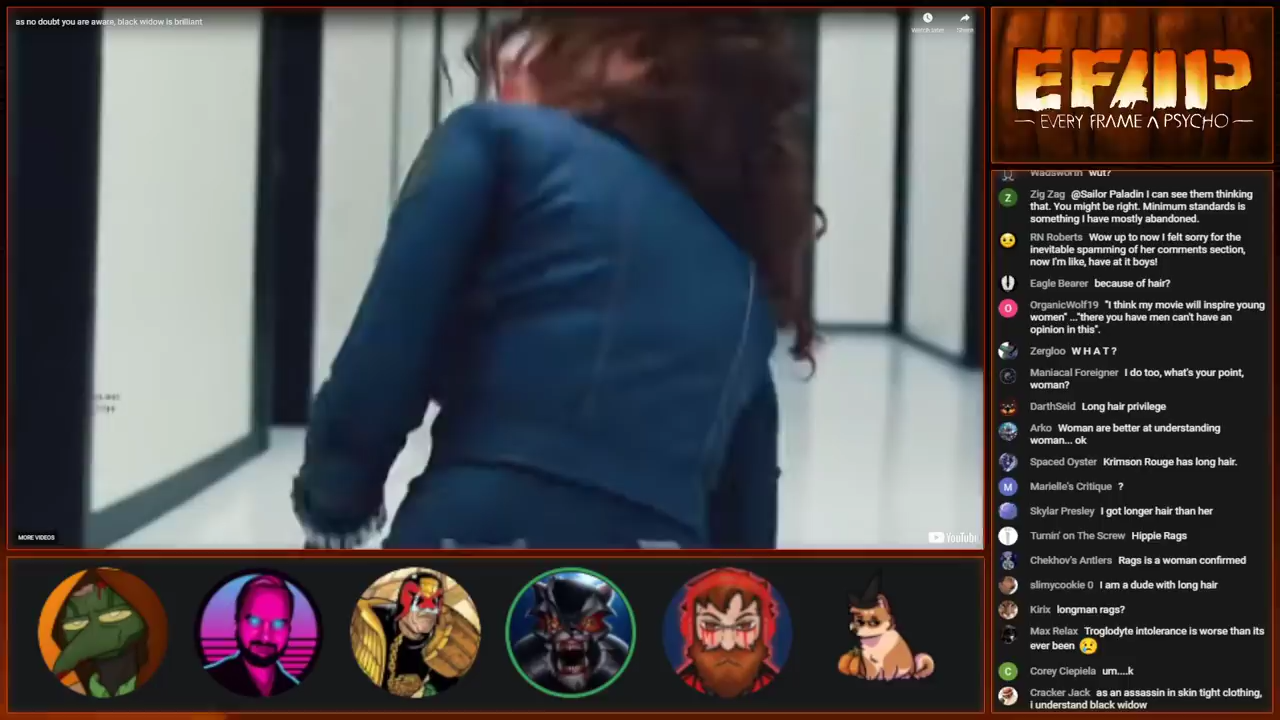 as no doubt you are aware, black widow is brilliant
Watch later
Share
MORE VIDEOS
YouTube
EFAP
EVERY FRAME A PSYCHO
Wadsworth wut?
Zig Zag @Sailor Paladin I can see them thinking
that. You might be right. Minimum standards is
something I have mostly abandoned.
RN Roberts Wow up to now I felt sorry for the
inevitable spamming of her comments section,
now I'm like, have at it boys!
Eagle Bearer because of hair?
OrganicWolf19 "I think my movie will inspire young
women" ..."there you have men can't have an
opinion in this".
Zergloo W H A T ?
Maniacal Foreigner I do too, what's your point,
woman?
DarthSeid Long hair privilege
Arko Woman are better at understanding
woman... ok
Spaced Oyster Krimson Rouge has long hair.
M
Marielle's Critique ?
Skylar Presley I got longer hair than her
Turnin' on The Screw Hippie Rags
Chekhov's Antlers Rags is a woman confirmed
slimycookie 0 I am a dude with long hair
Kirix longman rags?
Max Relax Troglodyte intolerance is worse than its
ever been
Corey Ciepiela um....k
Cracker Jack as an assassin in skin tight clothing,
i understand black widow